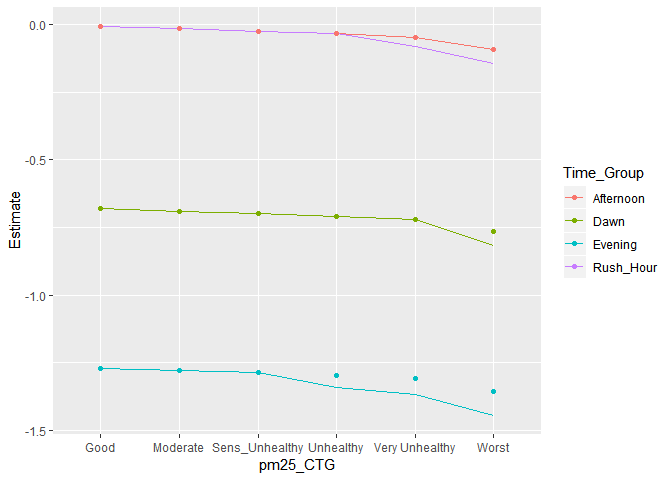 0.0
-0.5
-1.0
-1.5
Estimate
Good Moderate Sens_Unhealthy Unhealthy Very Unhealthy Worst
pm25_CTG
Time_Group
Afternoon
Dawn
Evening
Rush_Hour